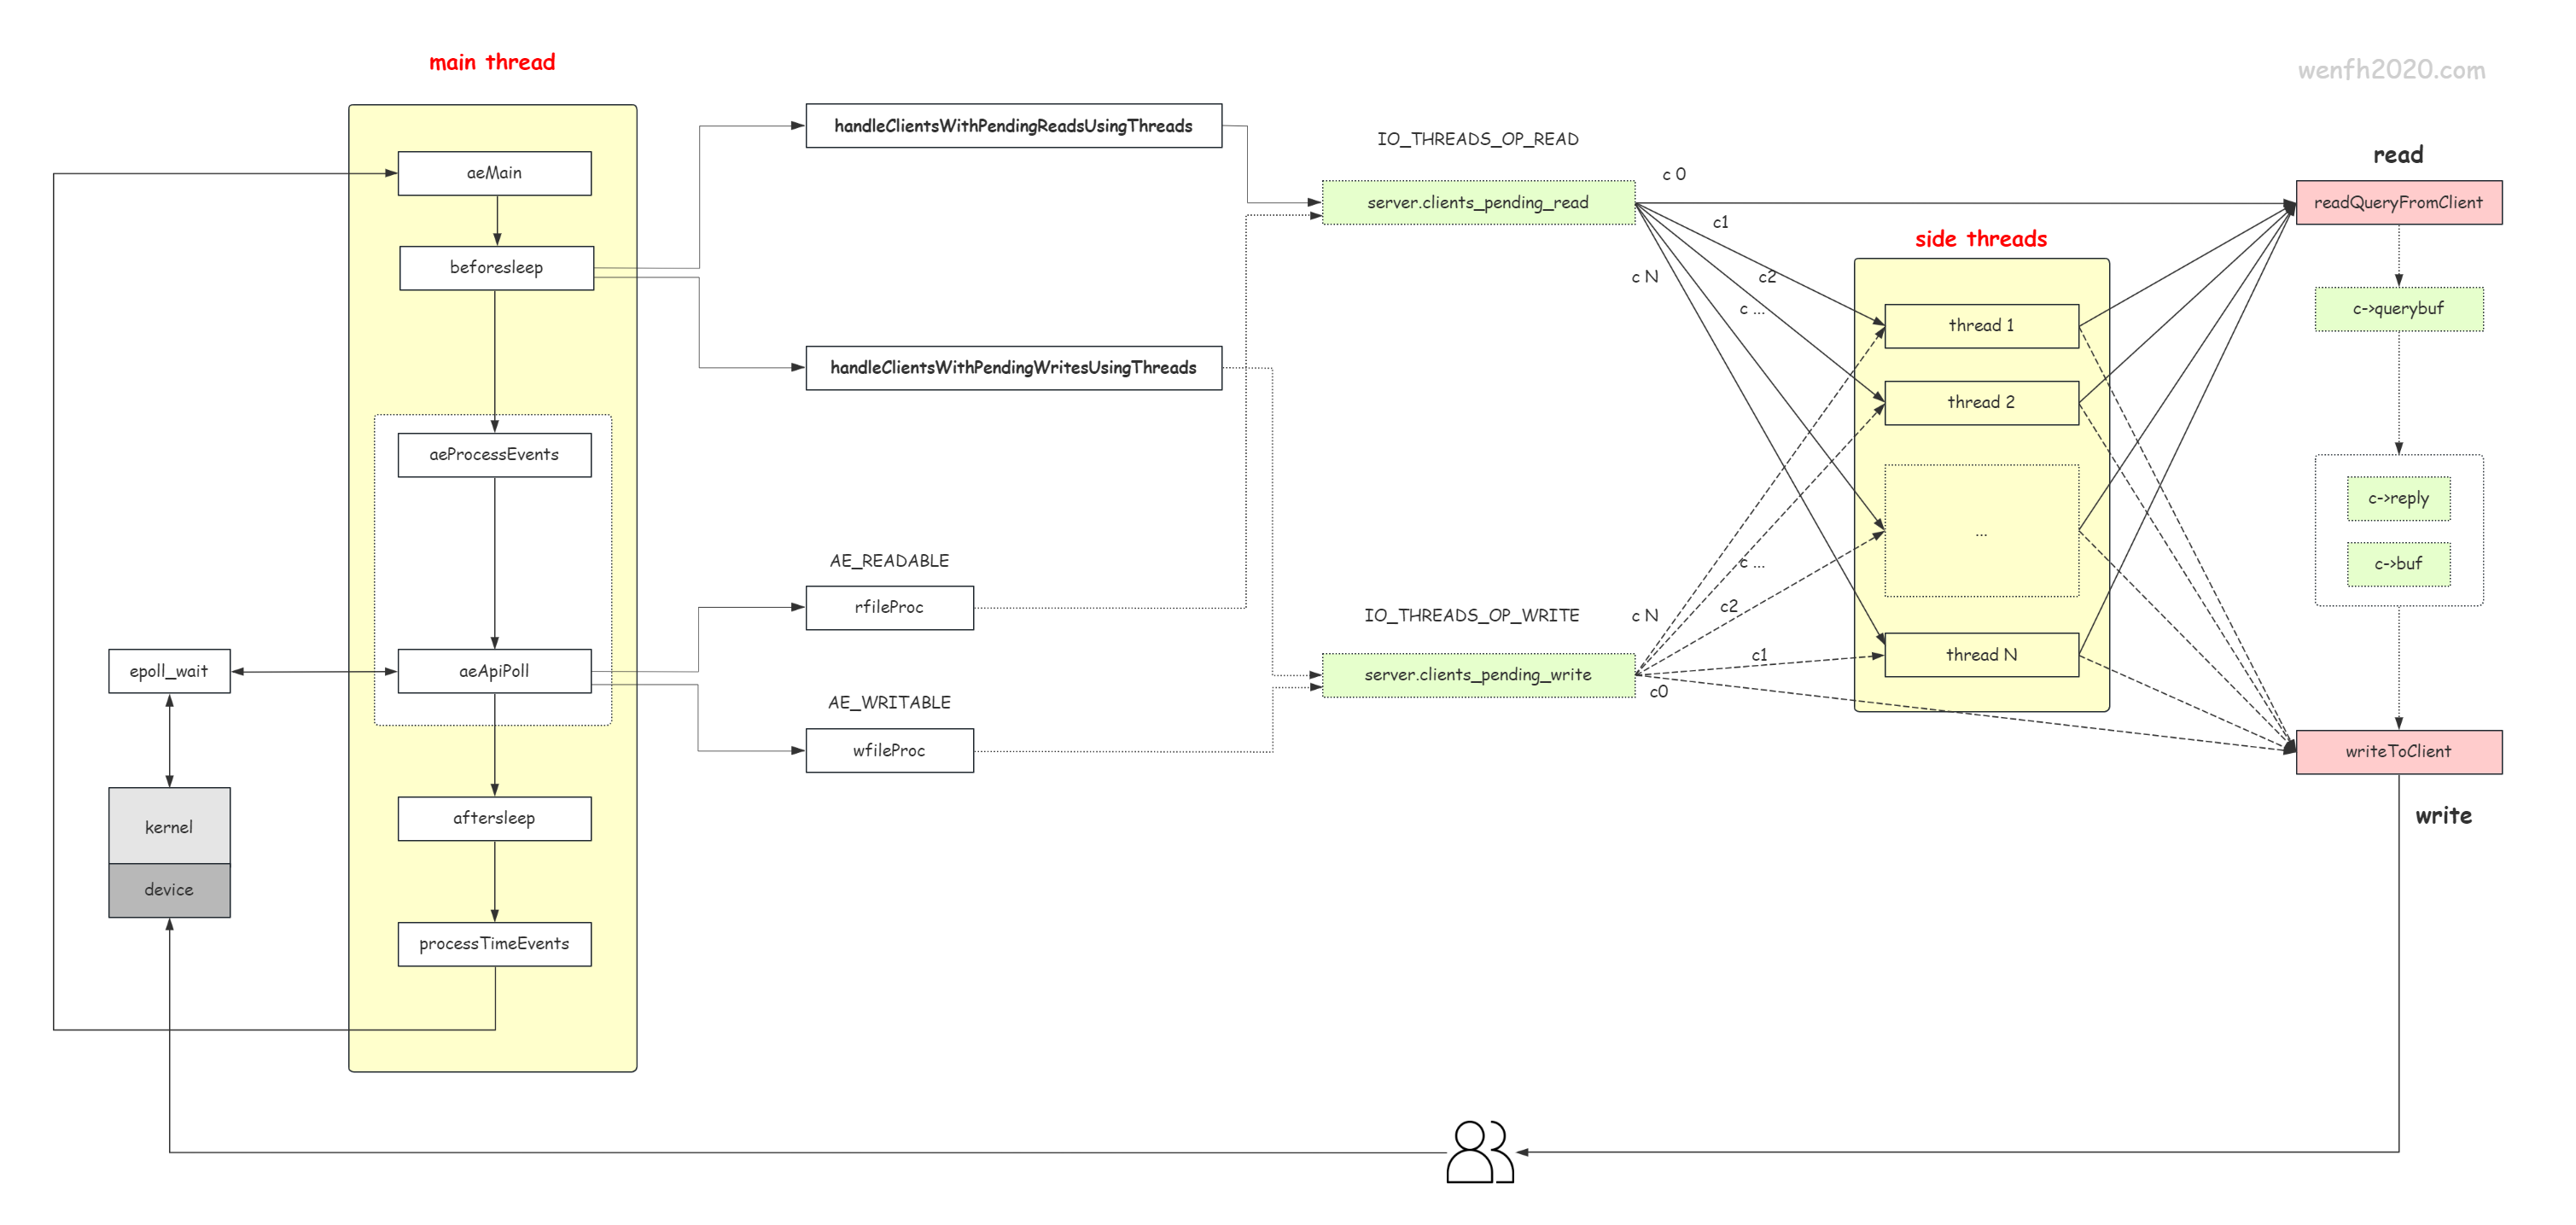 main thread
wenfh2020.com
handleClientsWithPendingReadsUsingThreads
IO_THREADS_OP_READ
read
aeMain
c 0
server.clients_pending_read
readQueryFromClient
c1
side threads
beforesleep
c N
c2
c ...
c->querybuf
thread 1
handleClientsWithPendingWritesUsingThreads
thread 2
aeProcessEvents
c->reply
...
AE_READABLE
c ...
c->buf
rfileProc
c2
IO_THREADS_OP_WRITE
c N
epoll_wait
aeApiPoll
c1
thread N
server.clients_pending_write
c0
AE_WRITABLE
wfileProc
writeToClient
aftersleep
write
kernel
device
processTimeEvents